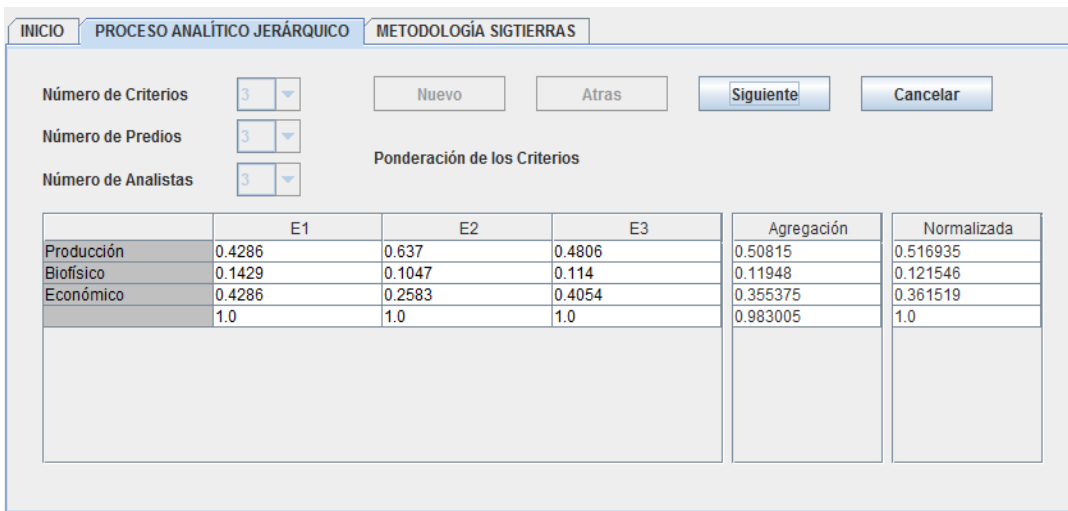 INICIO PROCESO ANALÍTICO JERÁRQUICO METODOLOGÍA SIGTIERRAS
Número de Criterios 3 Nuevo Atras Siguiente Cancelar
Número de Predios 3
Ponderación de los Criterios
Número de Analistas 3
E1 E2 E3 Agregación Normalizada
Producción 0.4286 0.637 0.4806 0.50815 0.516935
Biofísico 0.1429 0.1047 0.114 0.11948 0.121546
Económico 0.4286 0.2583 0.4054 0.355375 0.361519
1.0 1.0 1.0 0.983005 1.0